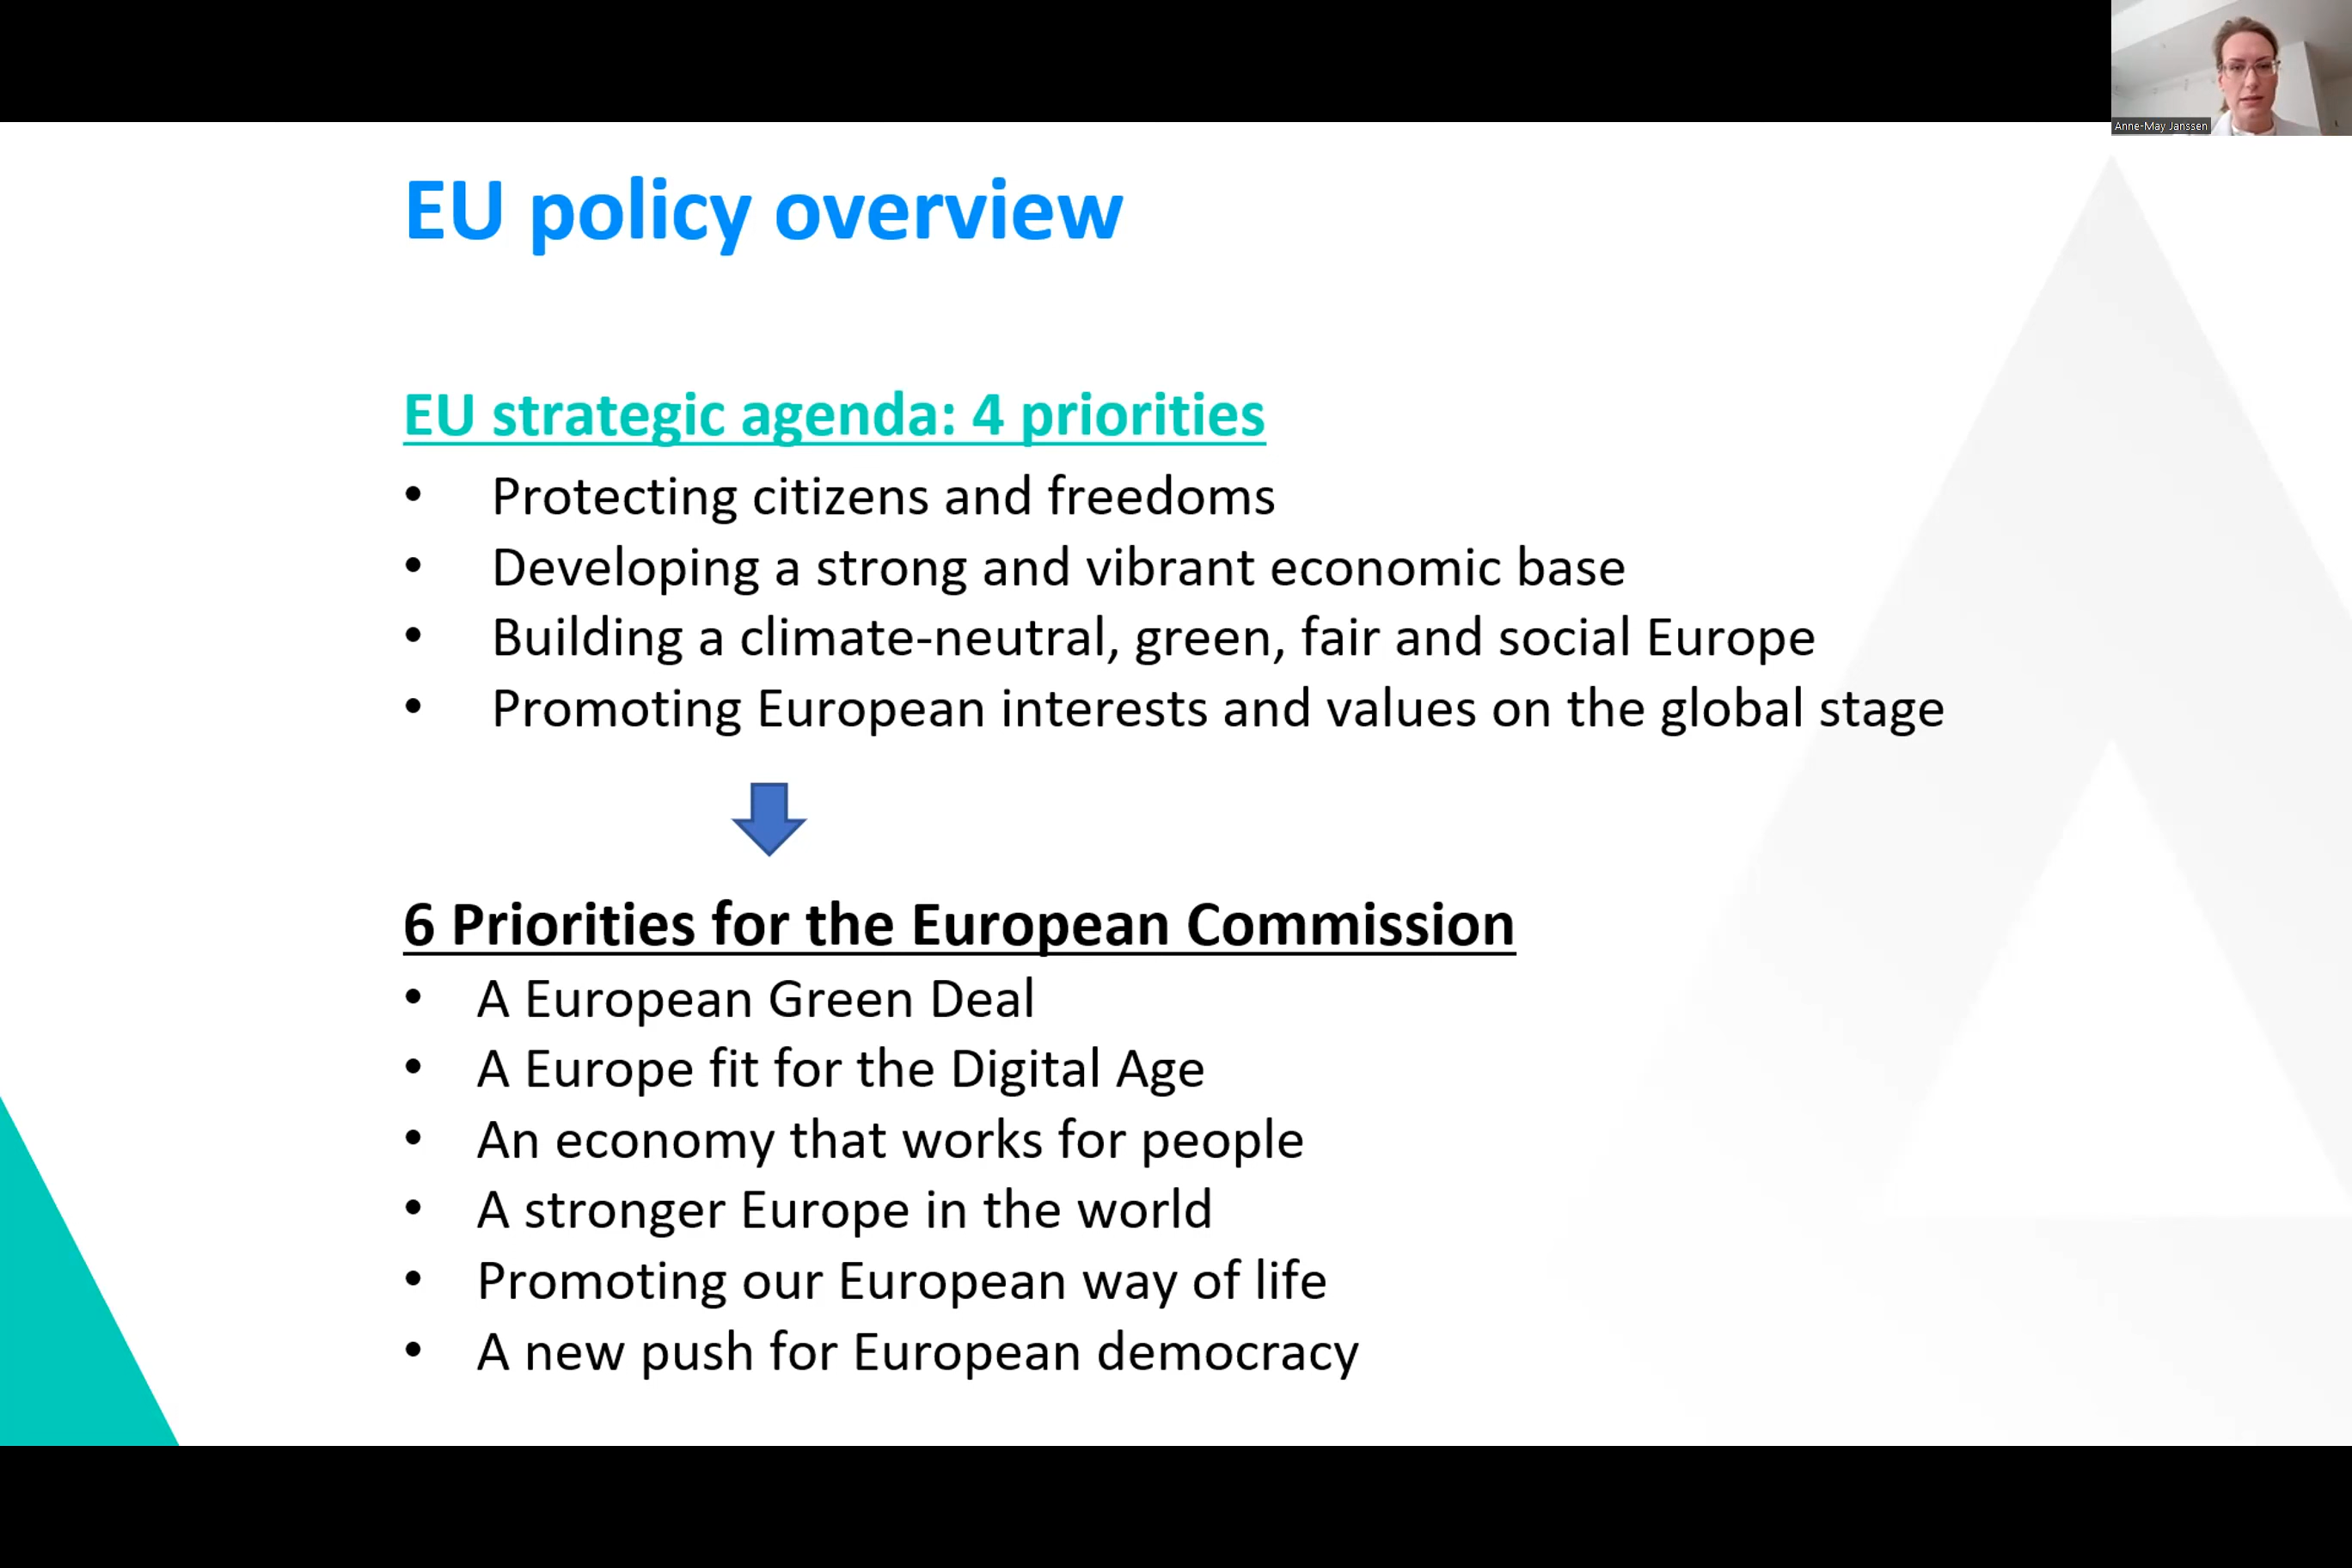 Anne-May Janssen
EU policy overview
EU strategic agenda: 4 priorities
• Protecting citizens and freedoms
• Developing a strong and vibrant economic base
• Building a climate-neutral, green, fair and social Europe
• Promoting European interests and values on the global stage
6 Priorities for the European Commission
• A European Green Deal
• A Europe fit for the Digital Age
• An economy that works for people
• A stronger Europe in the world
• Promoting our European way of life
• A new push for European democracy